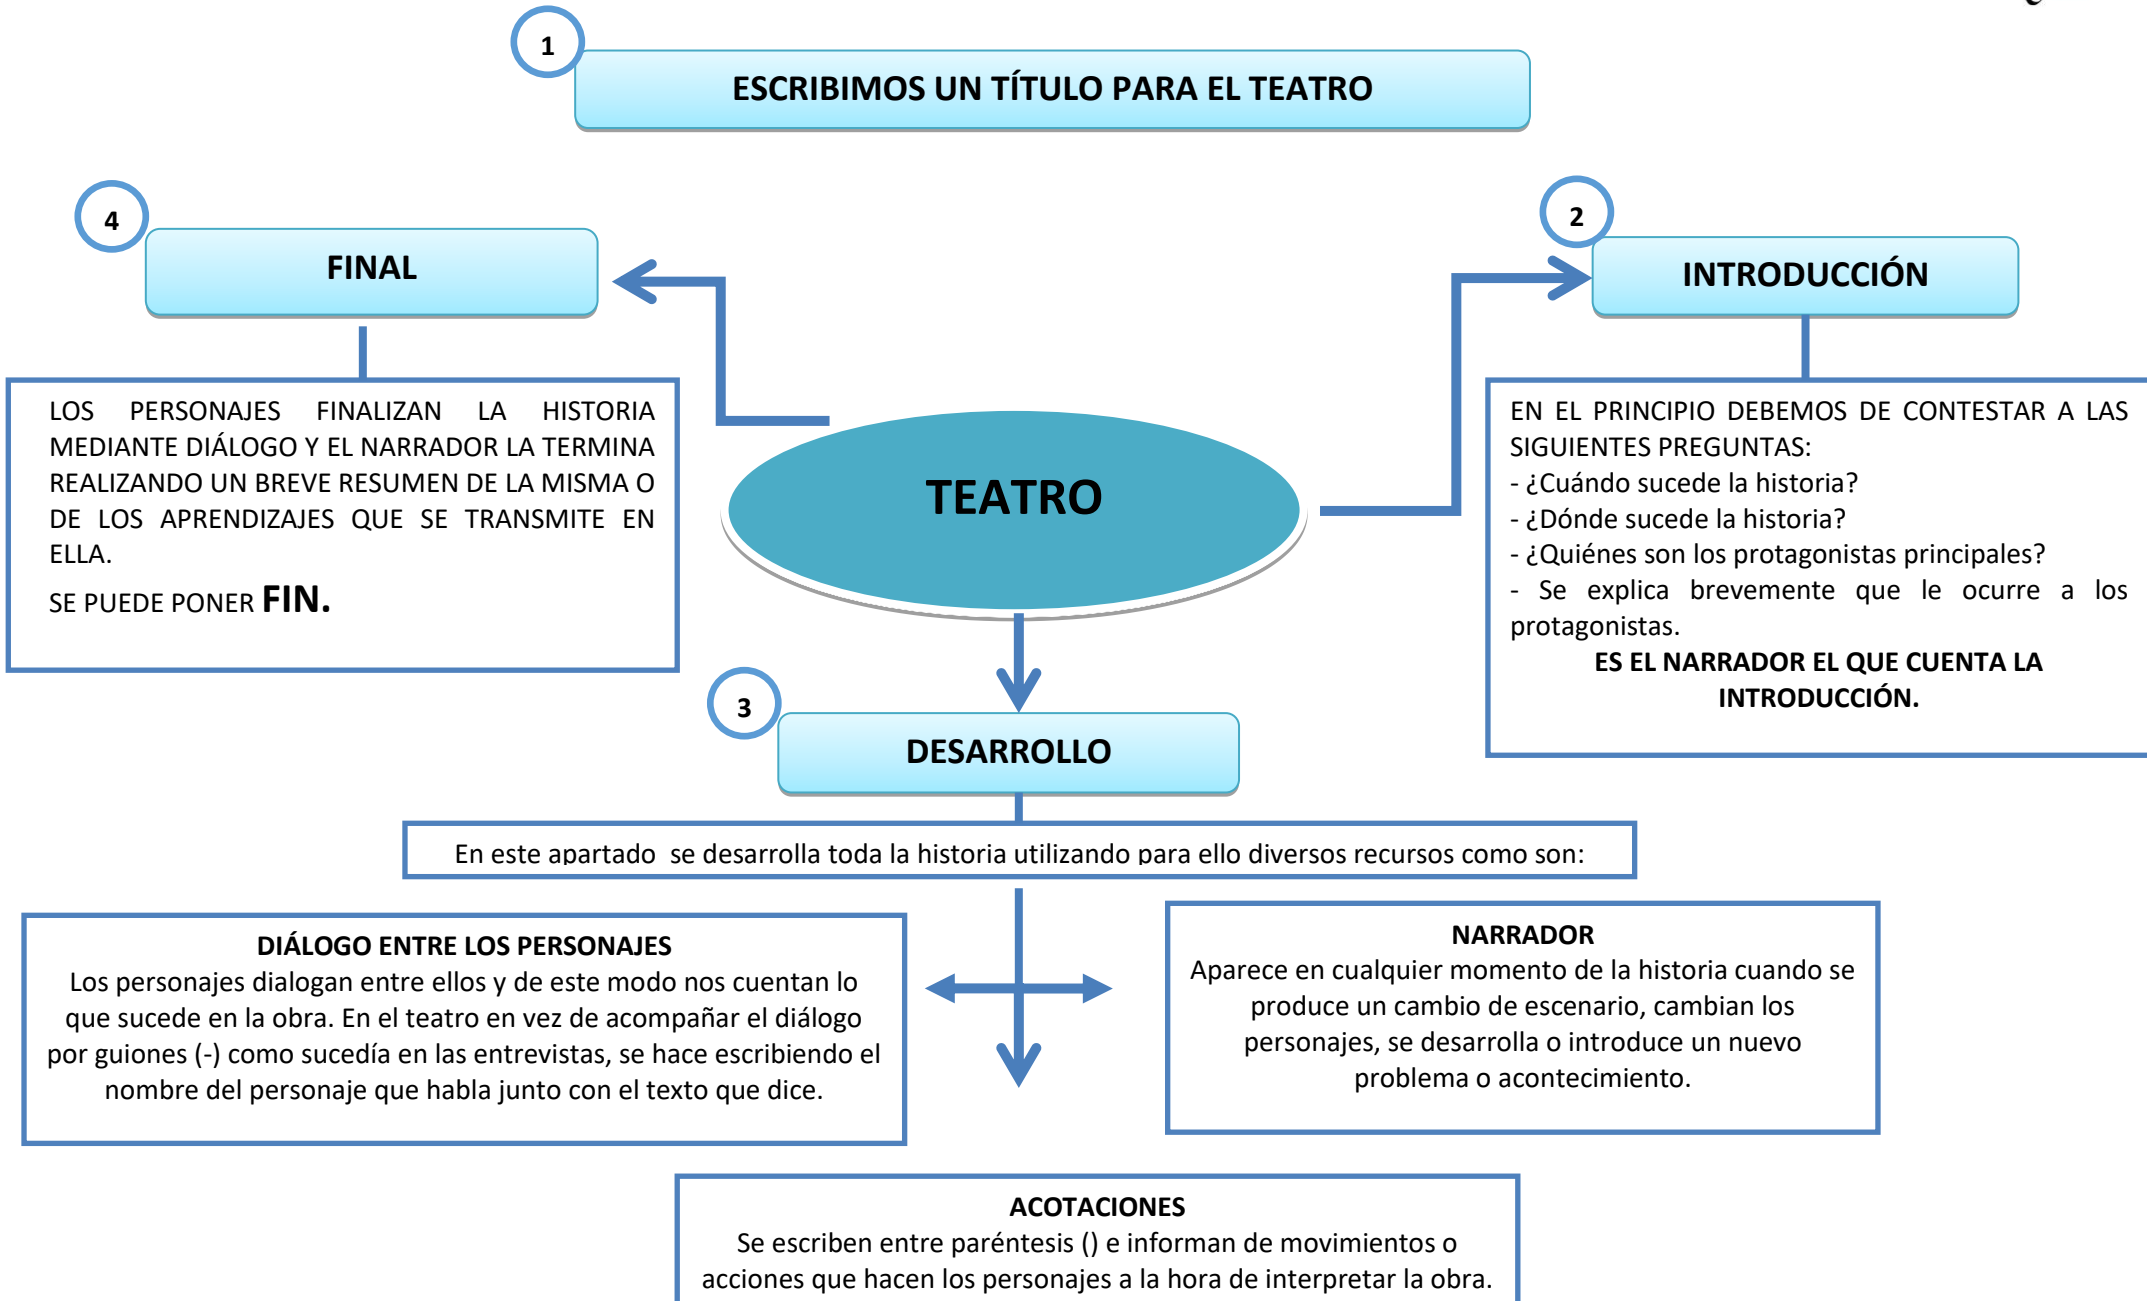 1
ESCRIBIMOS UN TÍTULO PARA EL TEATRO
4
FINAL
2
INTRODUCCIÓN
LOS PERSONAJES FINALIZAN LA HISTORIA
MEDIANTE DIÁLOGO Y EL NARRADOR LA TERMINA
REALIZANDO UN BREVE RESUMEN DE LA MISMA O
DE LOS APRENDIZAJES QUE SE TRANSMITE EN
ELLA.
SE PUEDE PONER FIN.
TEATRO
EN EL PRINCIPIO DEBEMOS DE CONTESTAR A LAS
SIGUIENTES PREGUNTAS:
- ¿Cuándo sucede la historia?
- ¿Dónde sucede la historia?
- ¿Quiénes son los protagonistas principales?
- Se explica brevemente que le ocurre a los
protagonistas.
ES EL NARRADOR EL QUE CUENTA LA
INTRODUCCIÓN.
3
DESARROLLO
En este apartado se desarrolla toda la historia utilizando para ello diversos recursos como son:
DIÁLOGO ENTRE LOS PERSONAJES
Los personajes dialogan entre ellos y de este modo nos cuentan lo
que sucede en la obra. En el teatro en vez de acompañar el diálogo
por guiones (-) como sucedía en las entrevistas, se hace escribiendo el
nombre del personaje que habla junto con el texto que dice.
NARRADOR
Aparece en cualquier momento de la historia cuando se
produce un cambio de escenario, cambian los
personajes, se desarrolla o introduce un nuevo
problema o acontecimiento.
ACOTACIONES
Se escriben entre paréntesis () e informan de movimientos o
acciones que hacen los personajes a la hora de interpretar la obra.